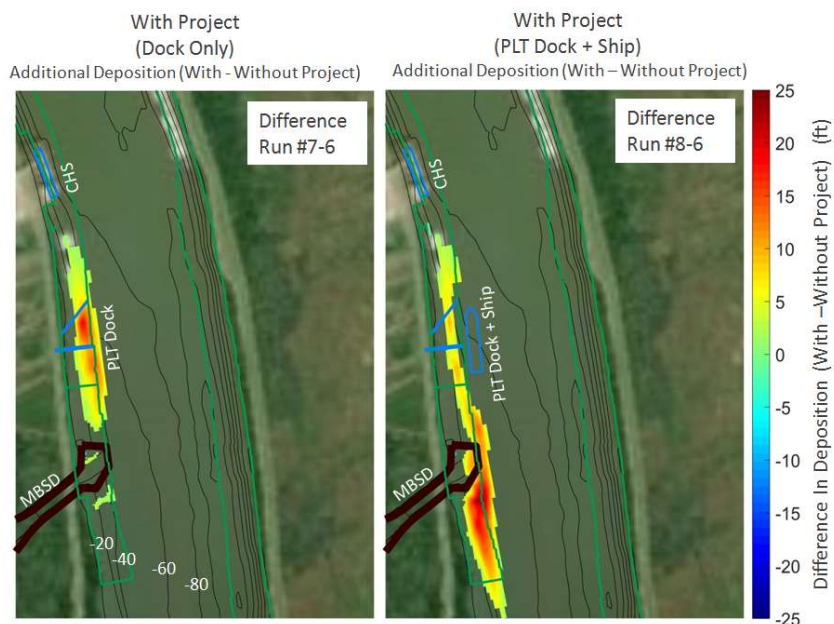 With Project
(Dock Only)
Additional Deposition (With - Without Project)
Difference
Run #7-6
CHS
PLT Dock
MBSD
-20
-40
-60
-80
With Project
(PLT Dock + Ship)
Additional Deposition (With – Without Project)
Difference
Run #8-6
CHS
PLT Dock + Ship
MBSD
25
20
15
10
5
0
-5
-10
-15
-20
-25
Difference In Deposition (With –Without Project) (ft)